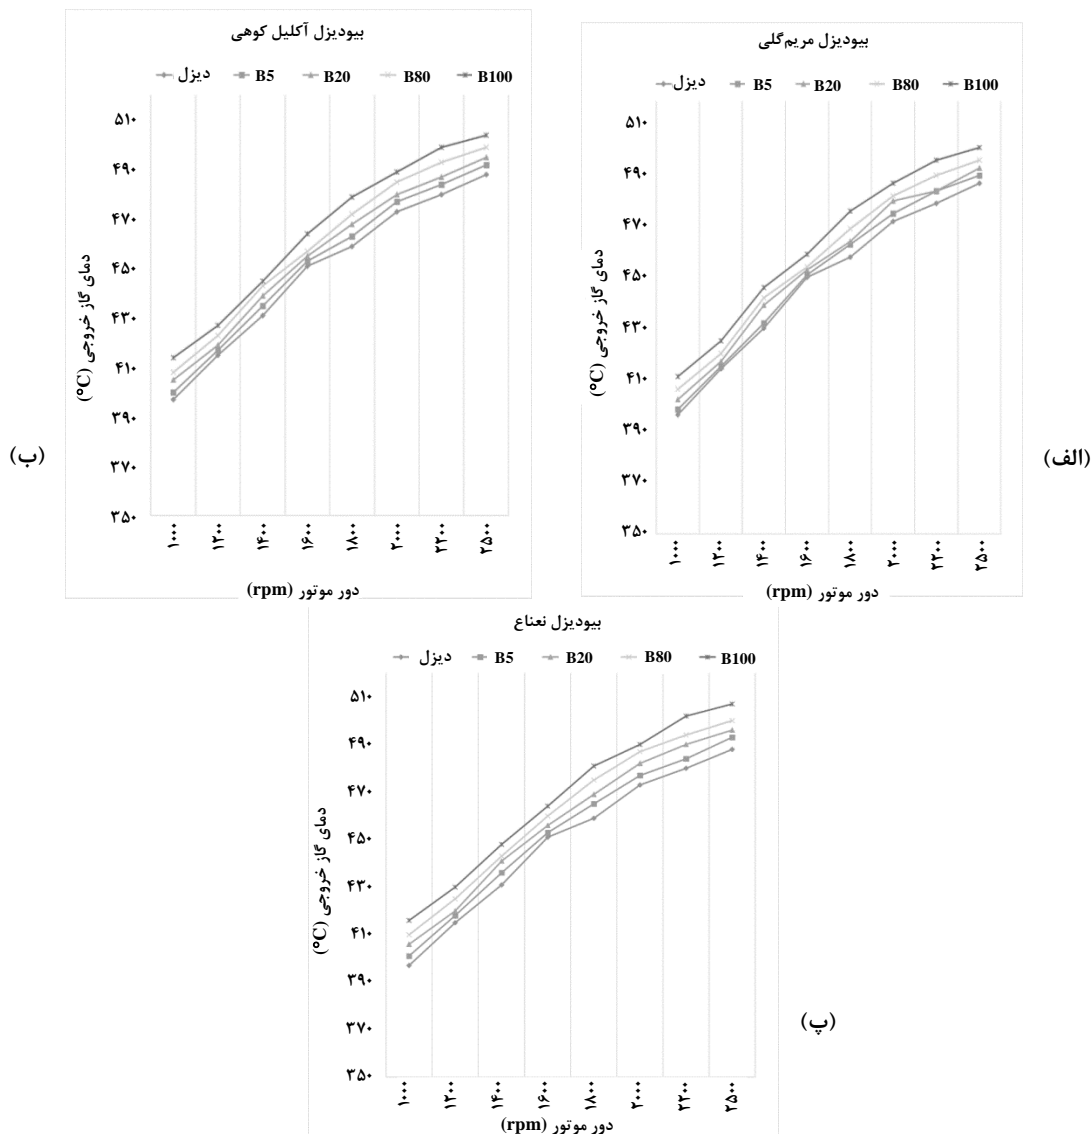 بیودیزل مریم‌گلی
دیزل B5 B20 B80 B100
۵۱۰
۴۹۰
۴۷۰
۴۵۰
۴۳۰
۴۱۰
۳۹۰
۳۷۰
۳۵۰
دمای گاز خروجی (°C)
۱۰۰۰ ۱۲۰۰ ۱۴۰۰ ۱۶۰۰ ۱۸۰۰ ۲۰۰۰ ۲۲۰۰ ۲۵۰۰
دور موتور (rpm)
(الف)
بیودیزل آکلیل کوهی
دیزل B5 B20 B80 B100
۵۱۰
۴۹۰
۴۷۰
۴۵۰
۴۳۰
۴۱۰
۳۹۰
۳۷۰
۳۵۰
دمای گاز خروجی (°C)
۱۰۰۰ ۱۲۰۰ ۱۴۰۰ ۱۶۰۰ ۱۸۰۰ ۲۰۰۰ ۲۲۰۰ ۲۵۰۰
دور موتور (rpm)
(ب)
بیودیزل نعناع
دیزل B5 B20 B80 B100
۵۱۰
۴۹۰
۴۷۰
۴۵۰
۴۳۰
۴۱۰
۳۹۰
۳۷۰
۳۵۰
دمای گاز خروجی (°C)
۱۰۰۰ ۱۲۰۰ ۱۴۰۰ ۱۶۰۰ ۱۸۰۰ ۲۰۰۰ ۲۲۰۰ ۲۵۰۰
دور موتور (rpm)
(پ)